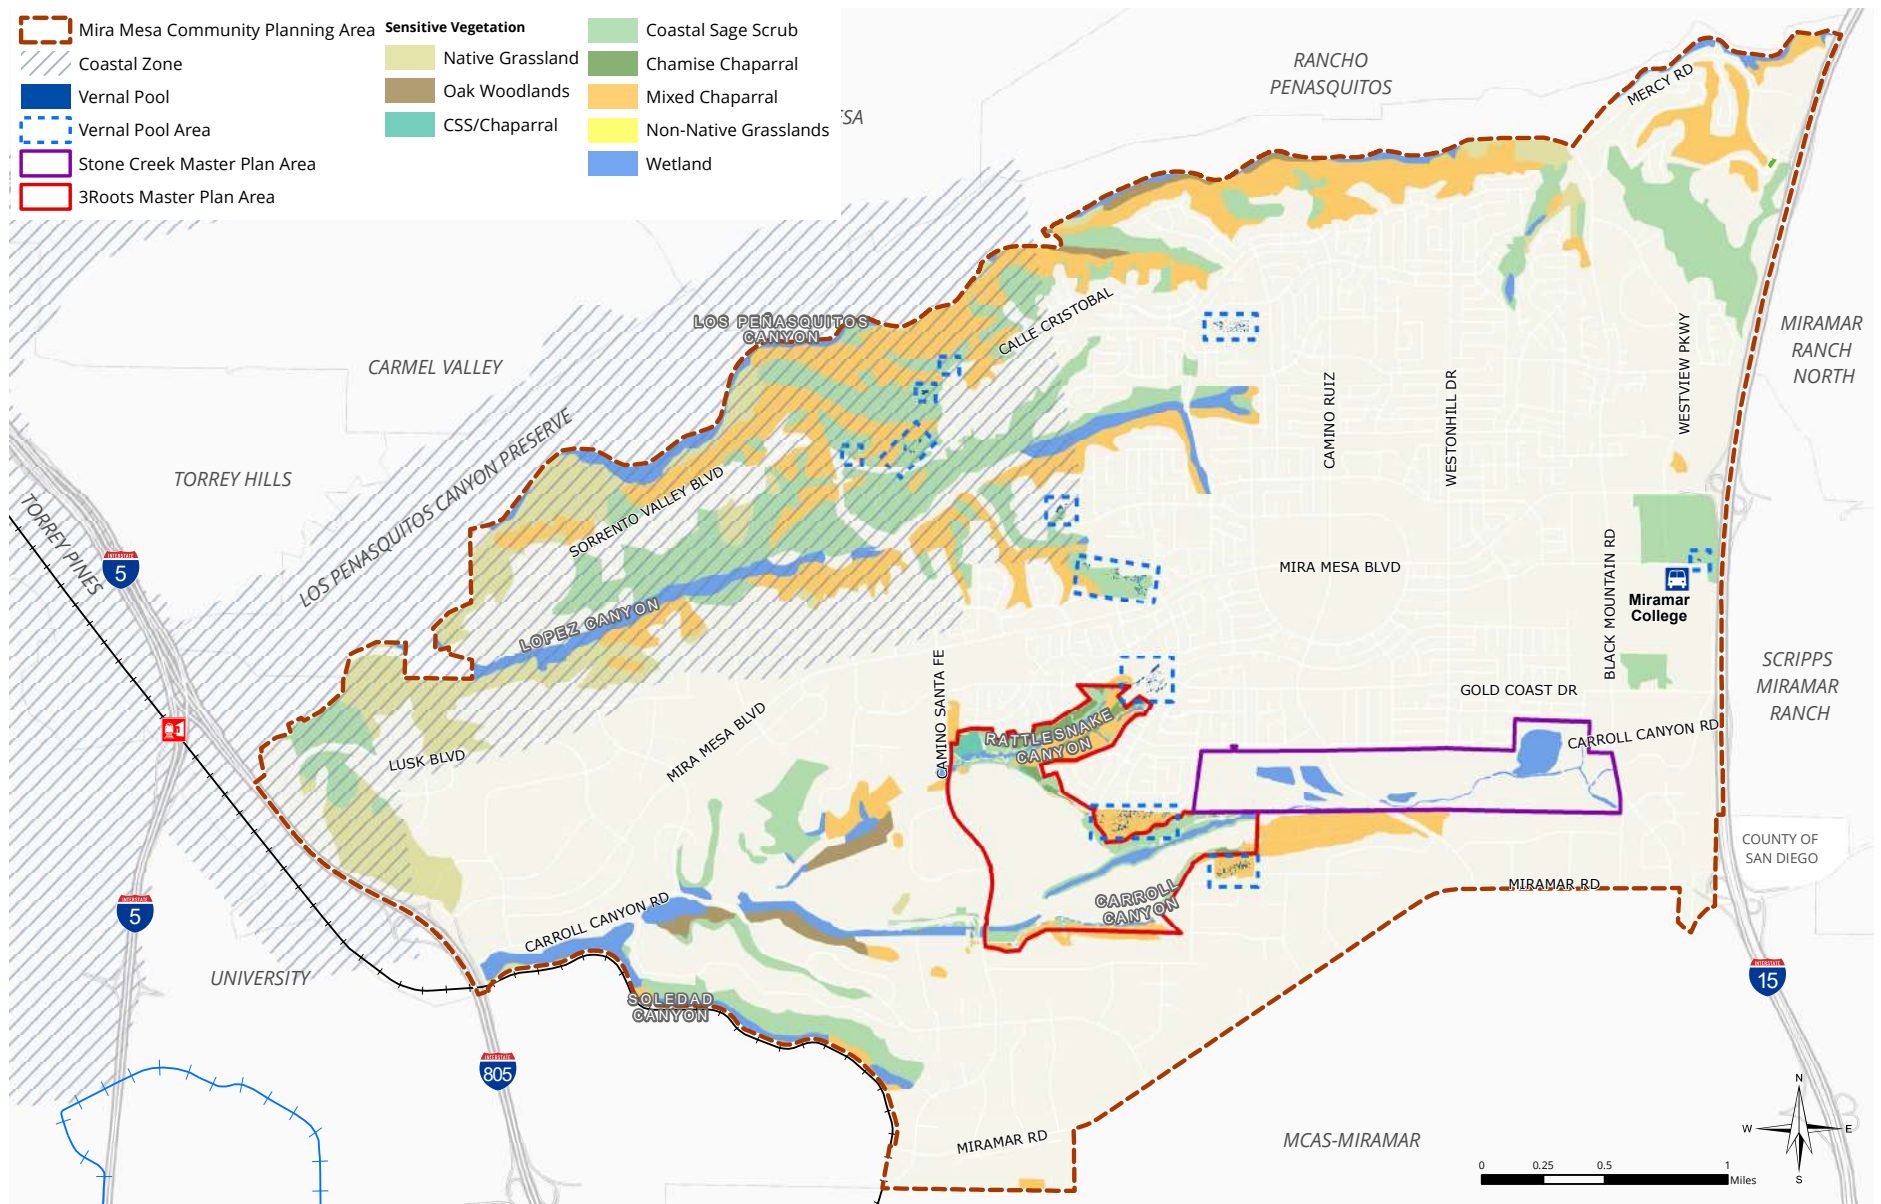 Mira Mesa Community Planning Area
Coastal Zone
Vernal Pool
Vernal Pool Area
Stone Creek Master Plan Area
3Roots Master Plan Area
Sensitive Vegetation
Native Grassland
Oak Woodlands
CSS/Chaparral
Coastal Sage Scrub
Chamise Chaparral
Mixed Chaparral
Non-Native Grasslands
Wetland
ESA
RANCHO
PENASQUITOS
MERCY RD
LOS PEÑASQUITOS
CANYON
CALLE CRISTOBAL
CARMEL VALLEY
MIRAMAR
RANCH
NORTH
WESTVIEW PKWY
CAMINO RUIZ
WESTONHILL DR
LOS PENASQUITOS CANYON PRESERVE
TORREY HILLS
SORRENTO VALLEY BLVD
TORREY PINES
INTERSTATE
5
BLACK MOUNTAIN RD
MIRA MESA BLVD
Miramar
College
LOPEZ CANYON
CAMINO SANTA FE
SCRIPPS
MIRAMAR
RANCH
GOLD COAST DR
RATTLESNAKE
CANYON
CARROLL CANYON RD
MIRA MESA BLVD
LUSK BLVD
COUNTY OF
SAN DIEGO
MIRAMAR RD
CARROLL
CANYON
INTERSTATE
5
CARROLL CANYON RD
UNIVERSITY
SOLEDAD
CANYON
INTERSTATE
15
INTERSTATE
805
MIRAMAR RD
MCAS-MIRAMAR
N
W
E
S
0 0.25 0.5 1
Miles